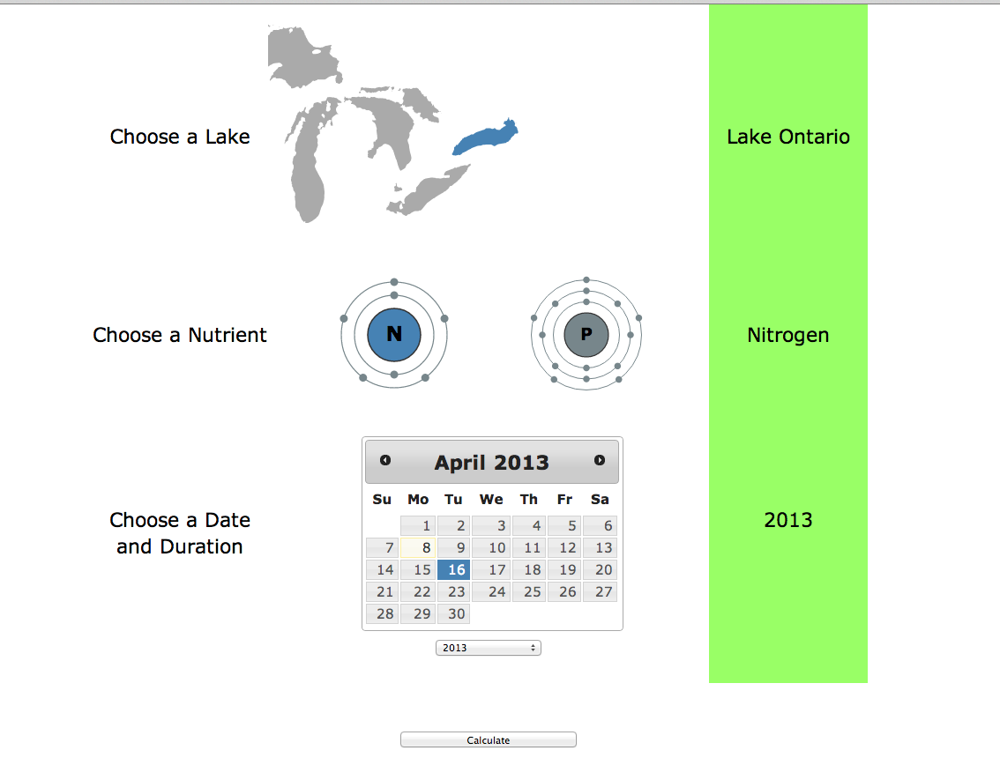 Choose a Lake
Lake Ontario
Choose a Nutrient
N
P
Nitrogen
April 2013
Su Mo Tu We Th Fr Sa
1 2 3 4 5 6
7 8 9 10 11 12 13
14 15 16 17 18 19 20
21 22 23 24 25 26 27
28 29 30
Choose a Date
and Duration
2013
2013
Calculate